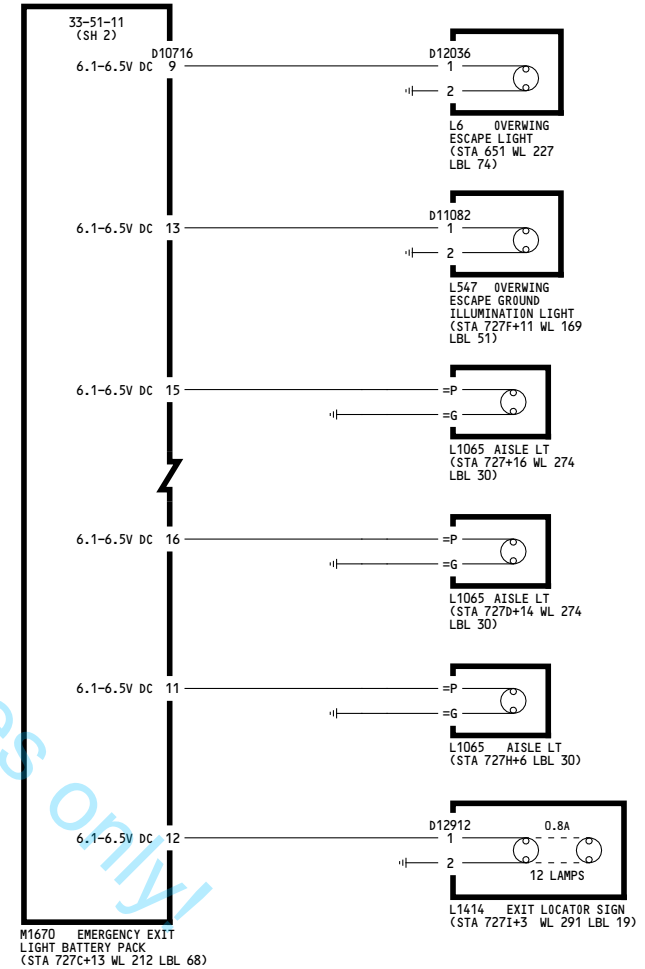 33-51-11
(SH 2)
D10716
6.1-6.5V DC 9
D12036
1
2
L6 OVERWING
ESCAPE LIGHT
(STA 651 WL 227
LBL 74)
6.1-6.5V DC 13
D11082
1
2
L547 OVERWING
ESCAPE GROUND
ILLUMINATION LIGHT
(STA 727F+11 WL 169
LBL 51)
6.1-6.5V DC 15
=P
=G
L1065 AISLE LT
(STA 727+16 WL 274
LBL 30)
6.1-6.5V DC 16
=P
=G
L1065 AISLE LT
(STA 727D+14 WL 274
LBL 30)
6.1-6.5V DC 11
=P
=G
L1065 AISLE LT
(STA 727H+6 LBL 30)
6.1-6.5V DC 12
D12912
1
0.8A
2
12 LAMPS
L1414 EXIT LOCATOR SIGN
(STA 727I+3 WL 291 LBL 19)
M1670 EMERGENCY EXIT
LIGHT BATTERY PACK
(STA 727C+13 WL 212 LBL 68)
es only!